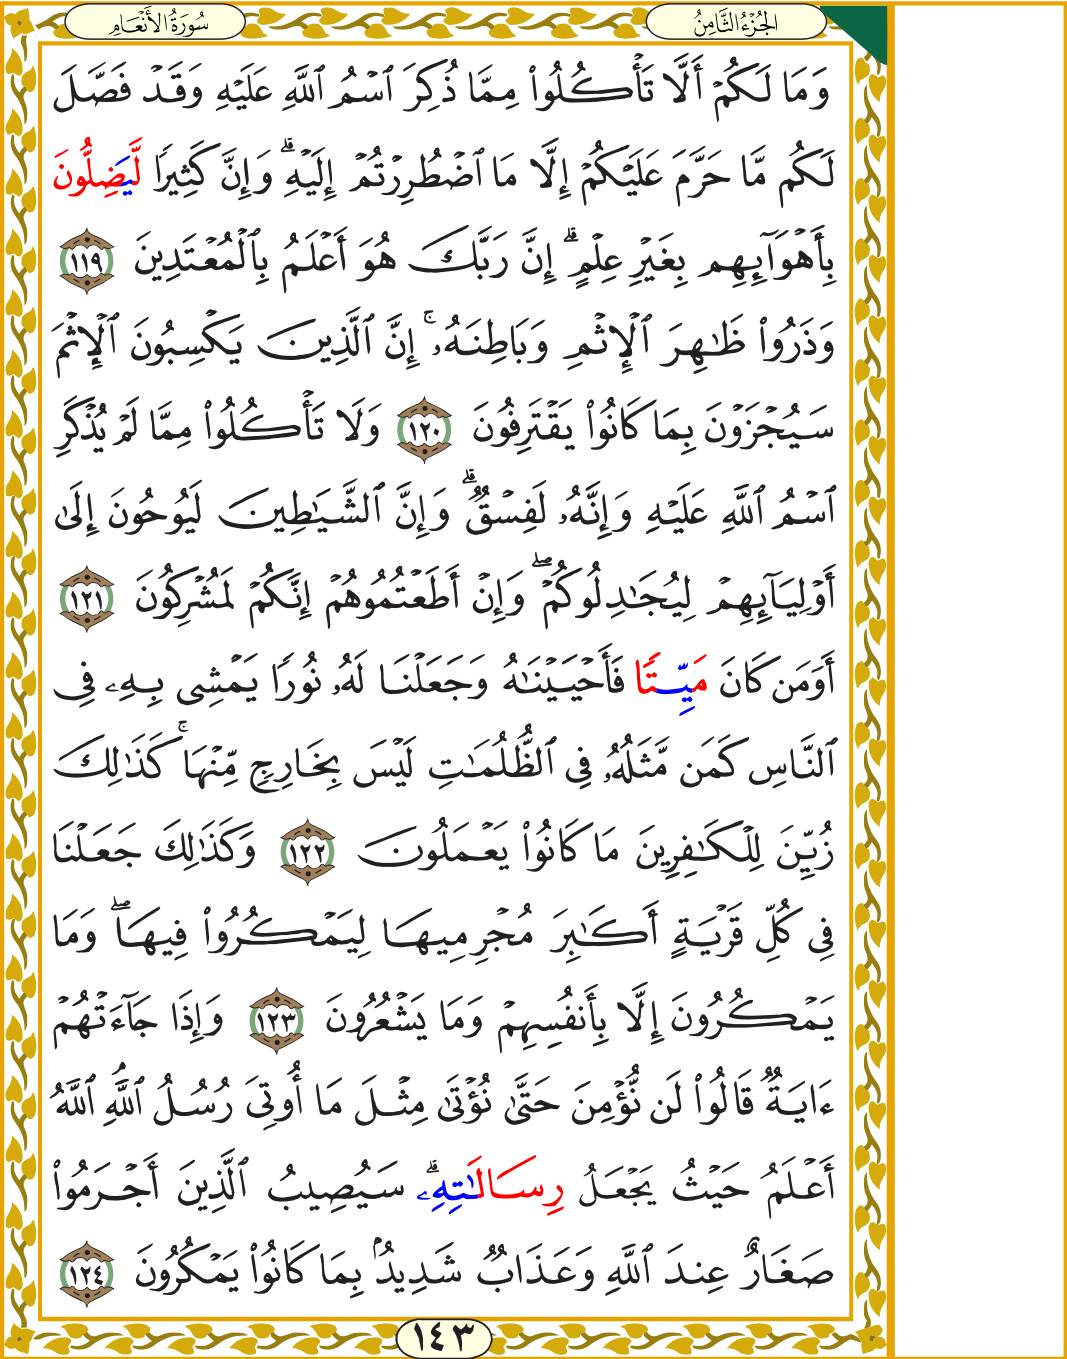 سُورَةُ الأَنْعَامِ
الجُزْءُ الثَّامِنُ
وَمَا لَكُمۡ أَلَّا تَأۡكُلُواْ مِمَّا ذُكِرَ ٱسۡمُ ٱللَّهِ عَلَيۡهِ وَقَدۡ فَصَّلَ
لَكُم مَّا حَرَّمَ عَلَيۡكُمۡ إِلَّا مَا ٱضۡطُرِرۡتُمۡ إِلَيۡهِۗ وَإِنَّ كَثِيرٗا لَّيَضِلُّونَ
بِأَهۡوَآئِهِم بِغَيۡرِ عِلۡمٍۗ إِنَّ رَبَّكَ هُوَ أَعۡلَمُ بِٱلۡمُعۡتَدِينَ ١١٩
وَذَرُواْ ظَٰهِرَ ٱلۡإِثۡمِ وَبَاطِنَهُۥٓۚ إِنَّ ٱلَّذِينَ يَكۡسِبُونَ ٱلۡإِثۡمَ
سَيُجۡزَوۡنَ بِمَا كَانُواْ يَقۡتَرِفُونَ ١٢٠ وَلَا تَأۡكُلُواْ مِمَّا لَمۡ يُذۡكَرِ
ٱسۡمُ ٱللَّهِ عَلَيۡهِ وَإِنَّهُۥ لَفِسۡقٞۗ وَإِنَّ ٱلشَّيَٰطِينَ لَيُوحُونَ إِلَىٰٓ
أَوۡلِيَآئِهِمۡ لِيُجَٰدِلُوكُمۡۖ وَإِنۡ أَطَعۡتُمُوهُمۡ إِنَّكُمۡ لَمُشۡرِكُونَ ١٢١
أَوَمَن كَانَ مَيِّتٗا فَأَحۡيَيۡنَٰهُ وَجَعَلۡنَا لَهُۥ نُورٗا يَمۡشِي بِهِۦ فِي
ٱلنَّاسِ كَمَن مَّثَلُهُۥ فِي ٱلظُّلُمَٰتِ لَيۡسَ بِخَارِجٖ مِّنۡهَاۚ كَذَٰلِكَ
زُيِّنَ لِلۡكَٰفِرِينَ مَا كَانُواْ يَعۡمَلُونَ ١٢٢ وَكَذَٰلِكَ جَعَلۡنَا
فِي كُلِّ قَرۡيَةٍ أَكَٰبِرَ مُجۡرِمِيهَا لِيَمۡكُرُواْ فِيهَاۖ وَمَا
يَمۡكُرُونَ إِلَّا بِأَنفُسِهِمۡ وَمَا يَشۡعُرُونَ ١٢٣ وَإِذَا جَآءَتۡهُمۡ
ءَايَةٞ قَالُواْ لَن نُّؤۡمِنَ حَتَّىٰ نُؤۡتَىٰ مِثۡلَ مَآ أُوتِيَ رُسُلُ ٱللَّهِۘ ٱللَّهُ
أَعۡلَمُ حَيۡثُ يَجۡعَلُ رِسَالَٰتِهِۦۗ سَيُصِيبُ ٱلَّذِينَ أَجۡرَمُواْ
صَغَارٌ عِندَ ٱللَّهِ وَعَذَابٞ شَدِيدُۢ بِمَا كَانُواْ يَمۡكُرُونَ ١٢٤
١٤٣